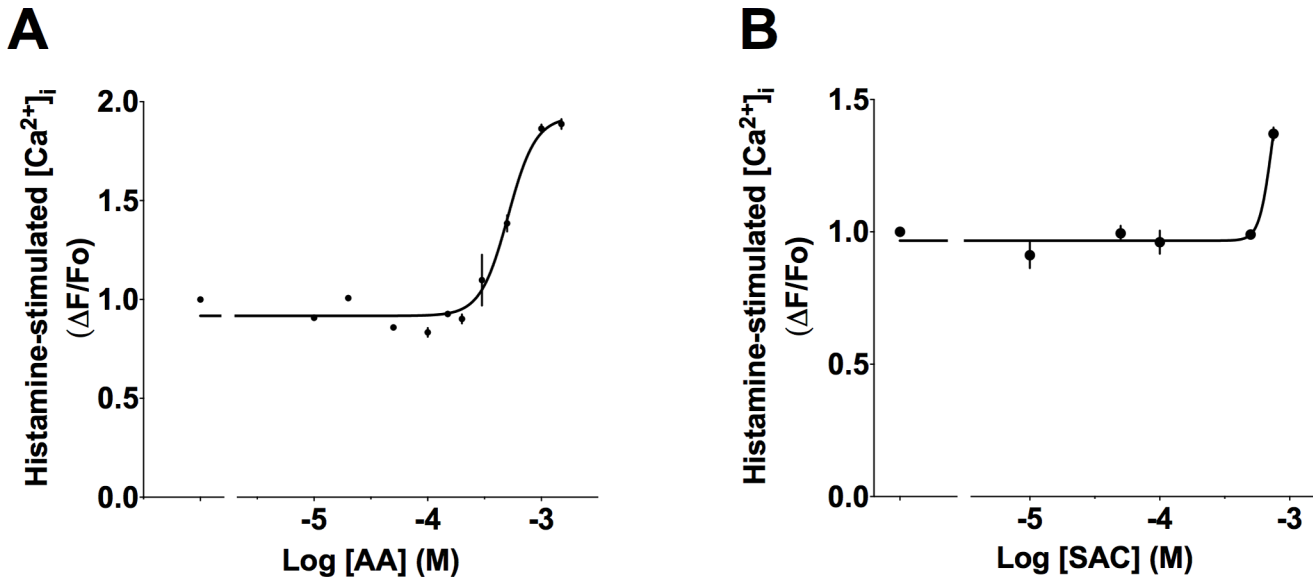 A
Histamine-stimulated [Ca²⁺]ᵢ
(ΔF/Fo)
2.0
1.5
1.0
0.5
0.0
-5 -4 -3
Log [AA] (M)
B
Histamine-stimulated [Ca²⁺]ᵢ
(ΔF/Fo)
1.5
1.0
0.5
0.0
-5 -4 -3
Log [SAC] (M)